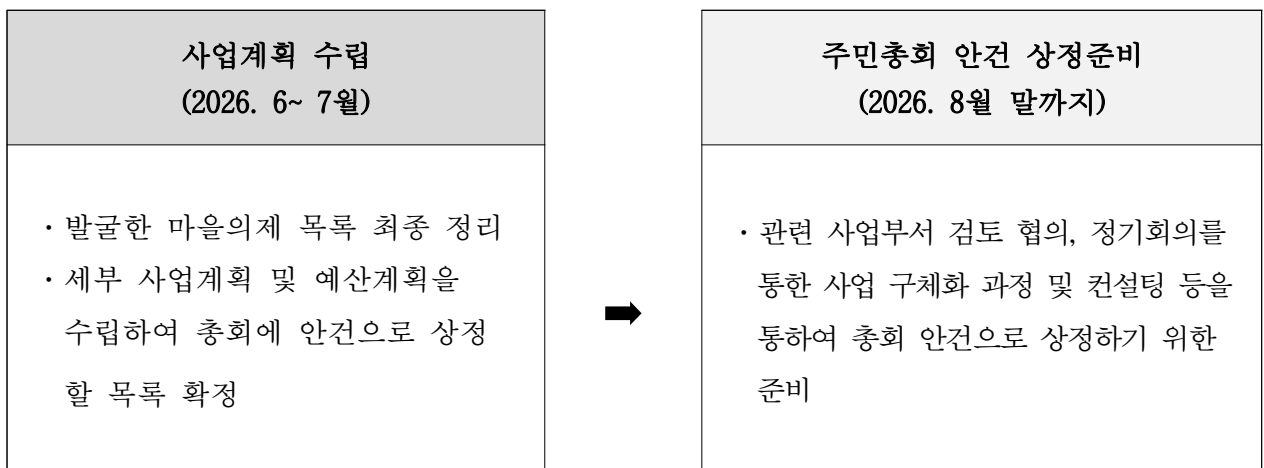 사업계획 수립
(2026. 6~ 7월)
・발굴한 마을의제 목록 최종 정리
・세부 사업계획 및 예산계획을
수립하여 총회에 안건으로 상정
할 목록 확정
➡
주민총회 안건 상정준비
(2026. 8월 말까지)
・관련 사업부서 검토 협의, 정기회의를
통한 사업 구체화 과정 및 컨설팅 등을
통하여 총회 안건으로 상정하기 위한
준비